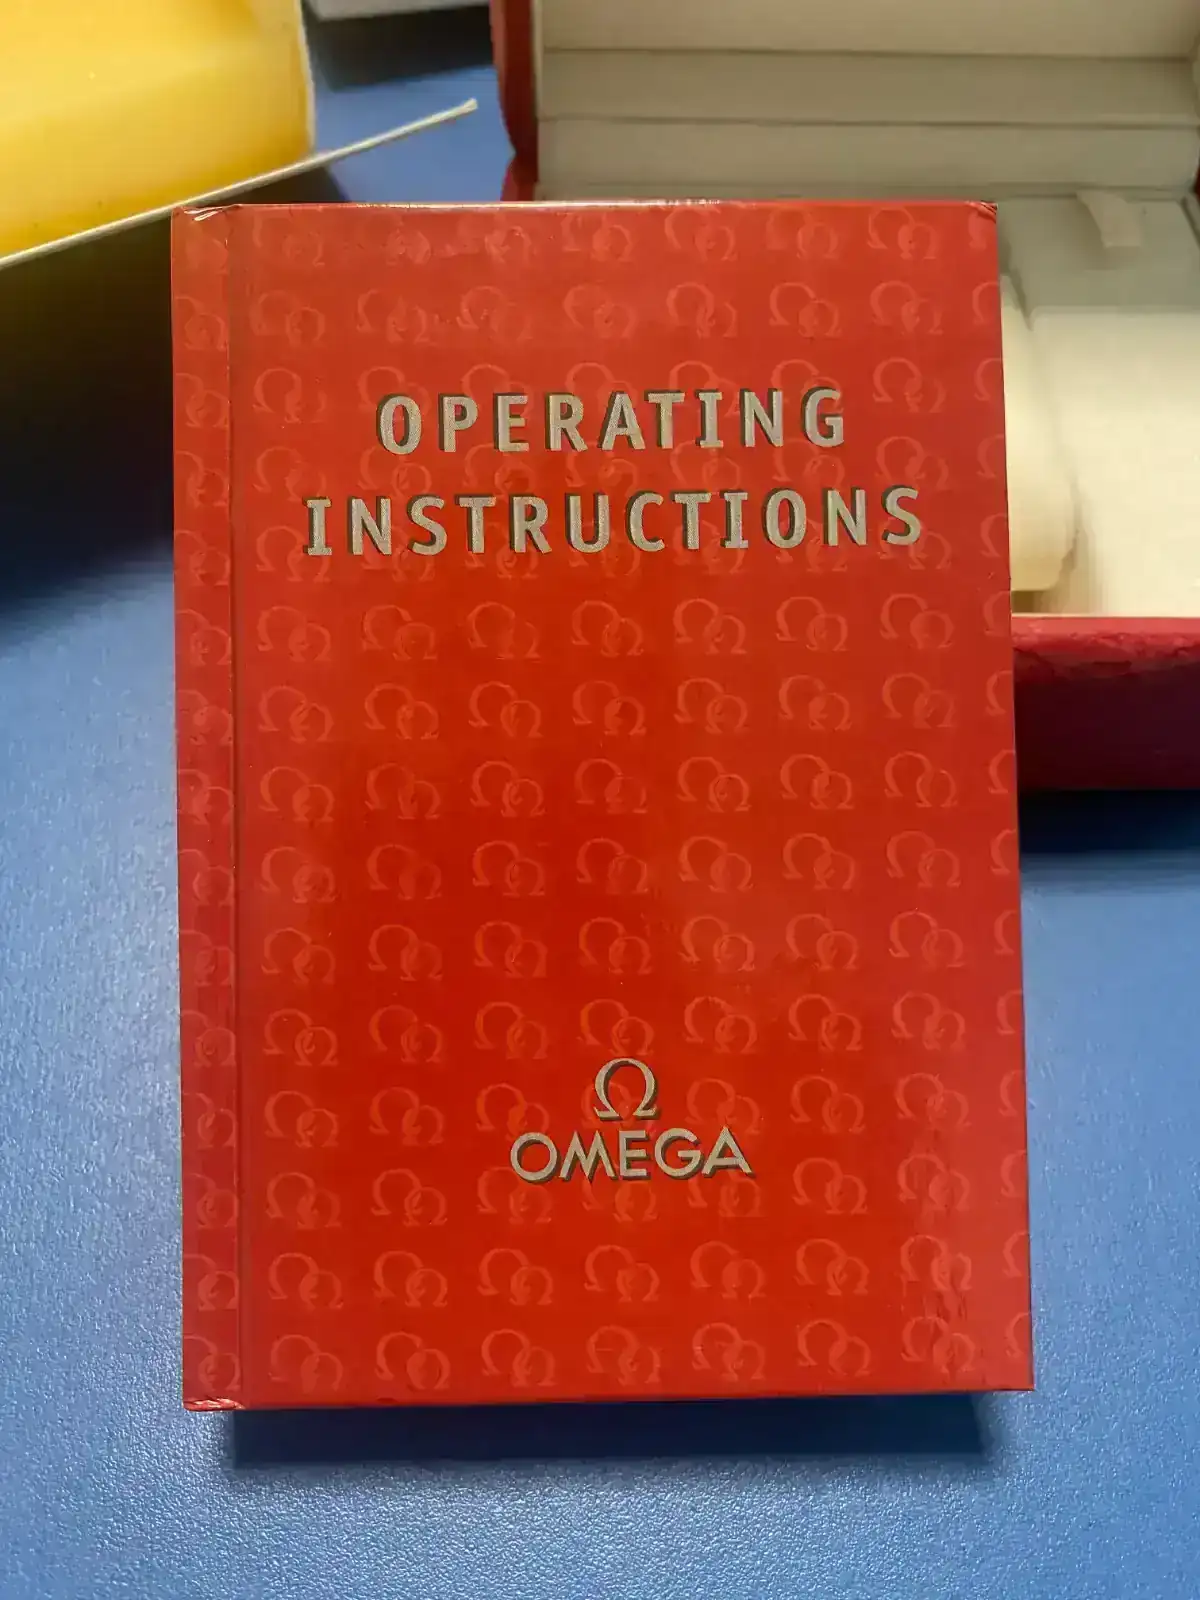 OPERATING
INSTRUCTIONS
Ω
OMEGA